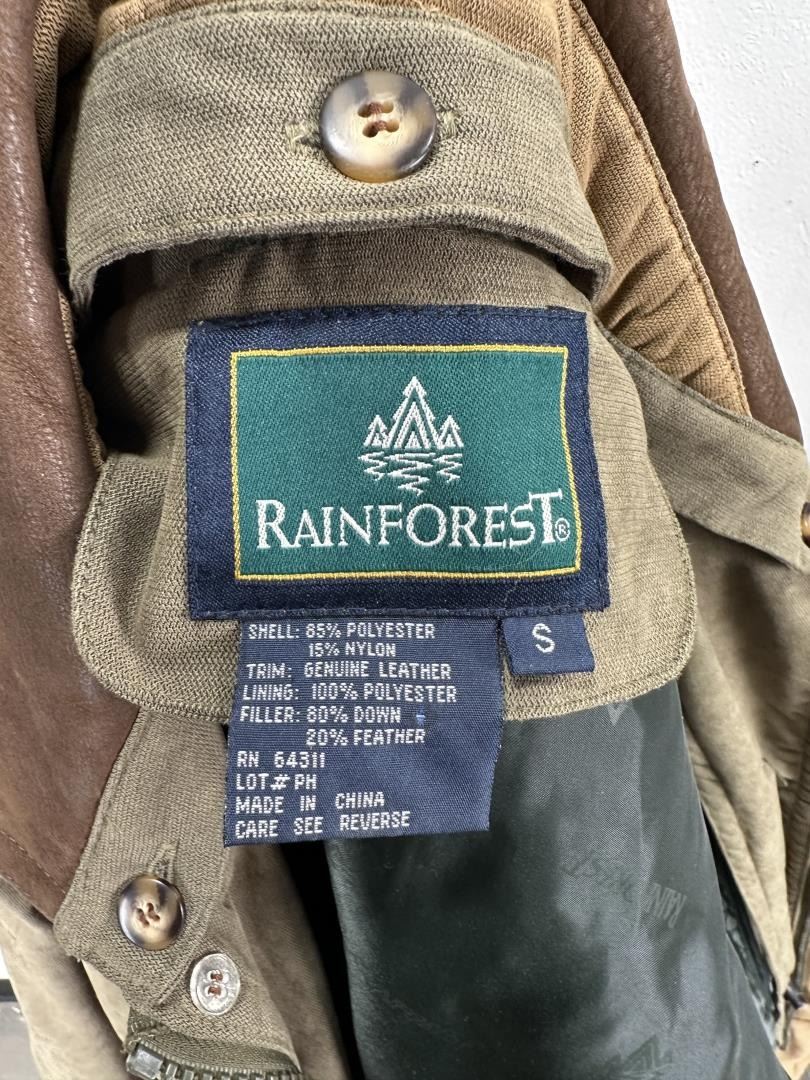 RAINFOREST®
SHELL: 85% POLYESTER
15% NYLON
TRIM: GENUINE LEATHER
LINING: 100% POLYESTER
FILLER: 80% DOWN
20% FEATHER
RN 64311
LOT# PH
MADE IN CHINA
CARE SEE REVERSE
S